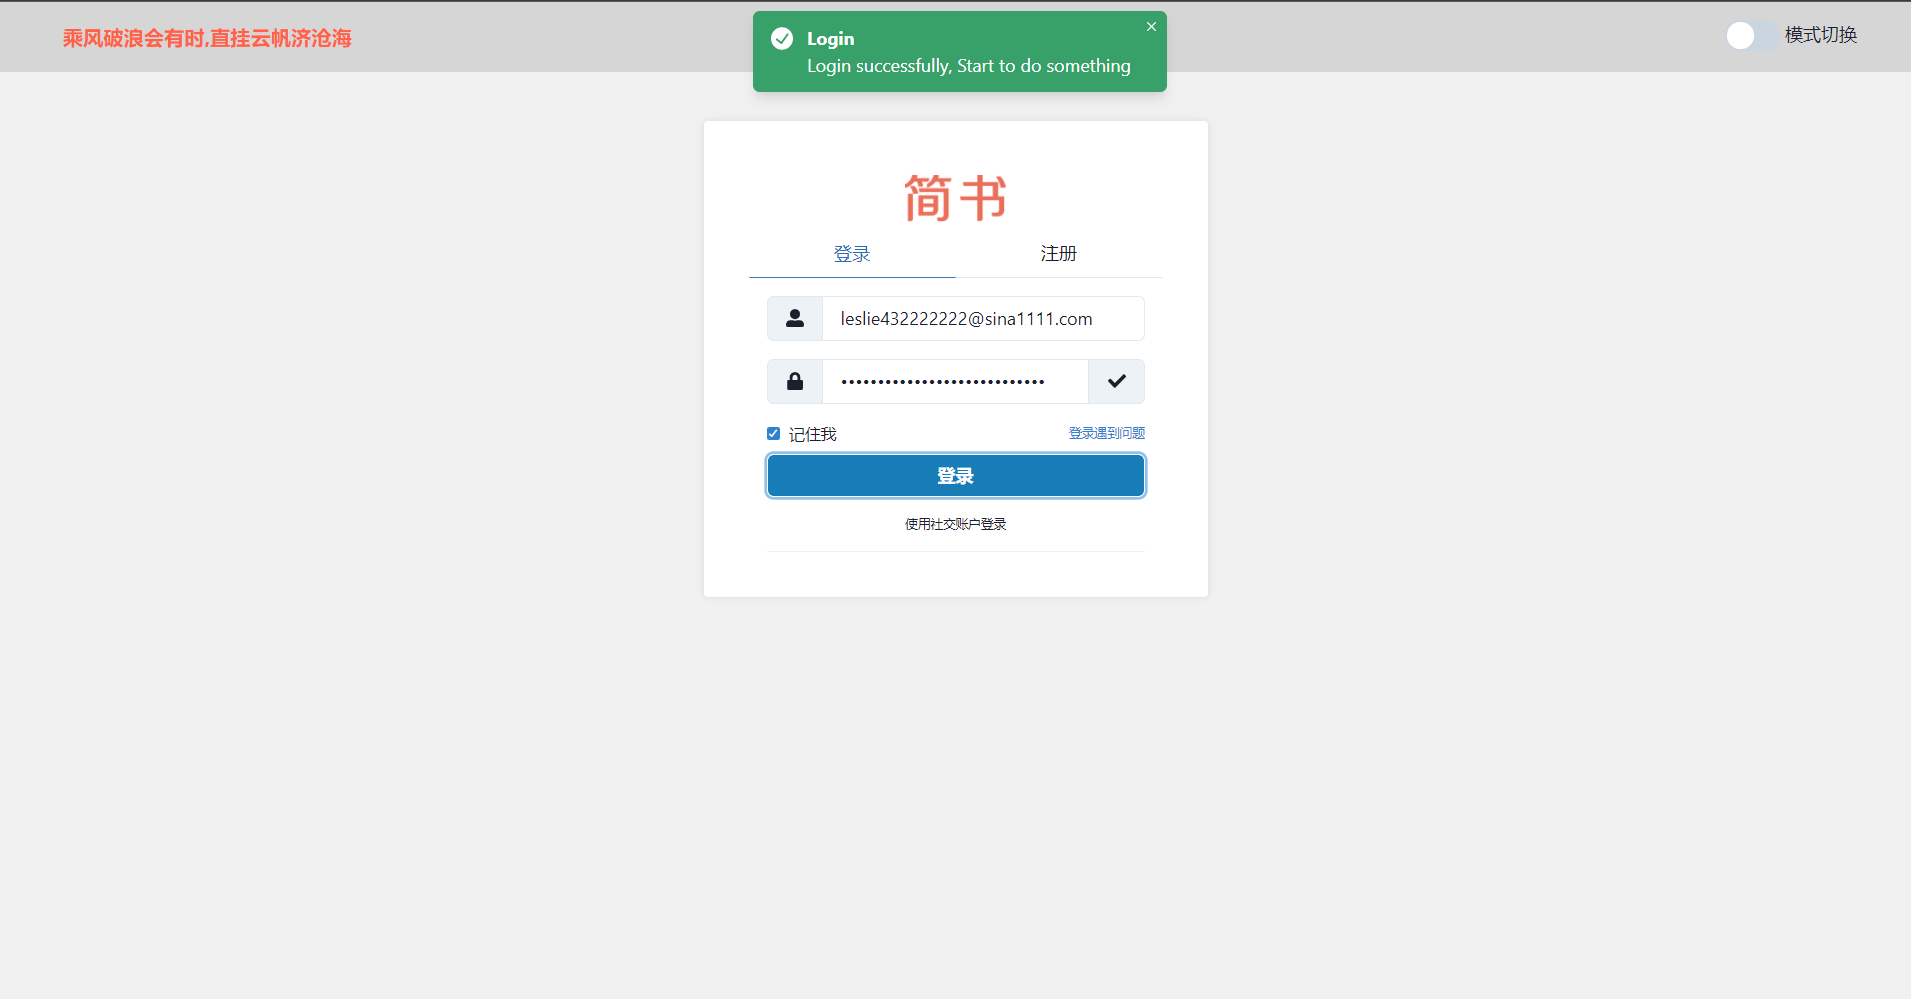 乘风破浪会有时,直挂云帆济沧海
Login
Login successfully, Start to do something
模式切换
简书
登录
注册
leslie432222222@sina1111.com
记住我
登录遇到问题
登录
使用社交账户登录